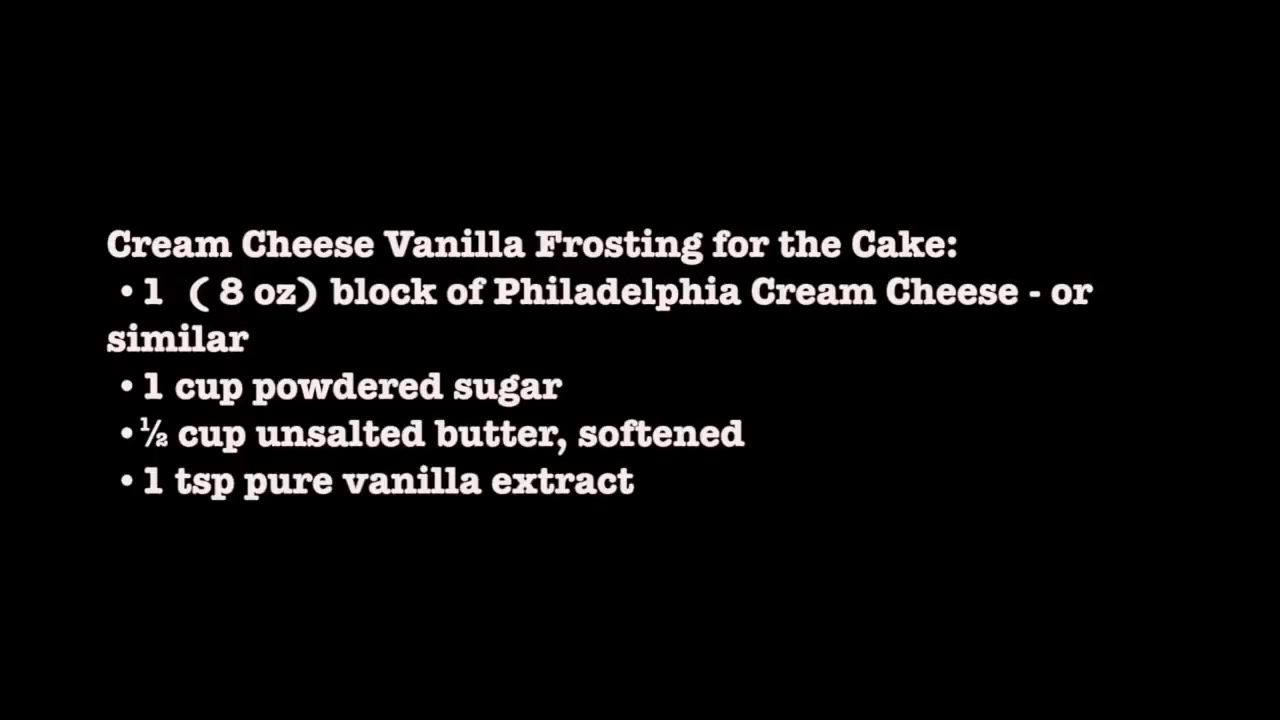 Cream Cheese Vanilla Frosting for the Cake:
• 1 ( 8 oz) block of Philadelphia Cream Cheese - or
similar
• 1 cup powdered sugar
• ½ cup unsalted butter, softened
• 1 tsp pure vanilla extract